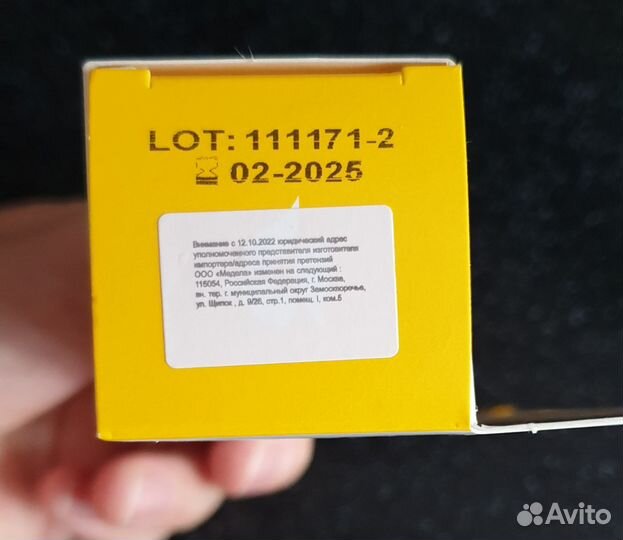 LOT: 111171-2
02-2025
Внимание с 12.10.2022 юридический адрес
уполномоченного представителя изготовителя
импортера/адреса принятия претензий
ООО «Медела» изменен на следующий :
115054, Российская Федерация, г. Москва,
вн. тер. г. муниципальный округ Замоскворечье,
ул. Щипок , д. 9/26, стр.1, помещ. I, ком.5
Avito